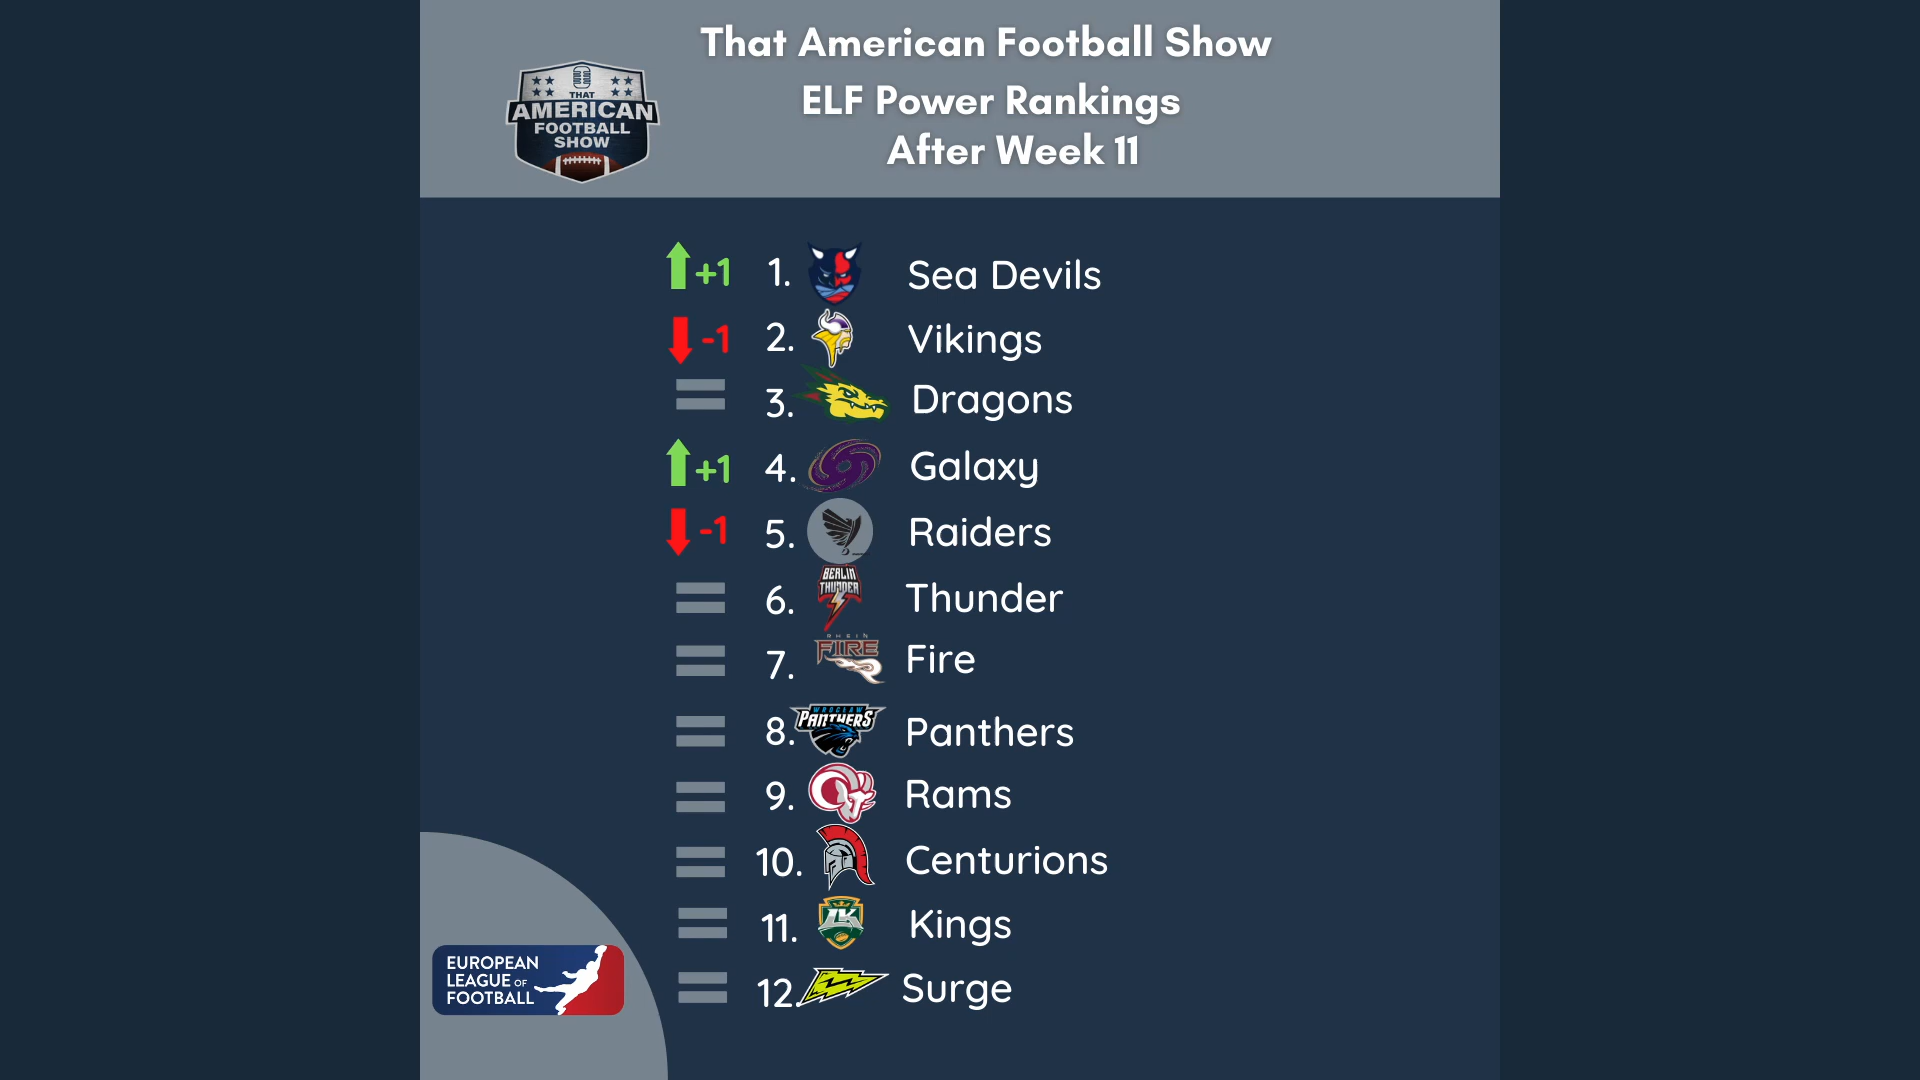 That American Football Show
ELF Power Rankings
After Week 11
THAT
AMERICAN
FOOTBALL
SHOW
+1 1. Sea Devils
-1 2. Vikings
3. Dragons
+1 4. Galaxy
-1 5. Raiders
BERLIN
THUNDER
6. Thunder
RHEIN
FIRE
7. Fire
WROCŁAW
PANTHERS
8. Panthers
9. Rams
10. Centurions
LK
11. Kings
12. Surge
EUROPEAN
LEAGUE OF
FOOTBALL